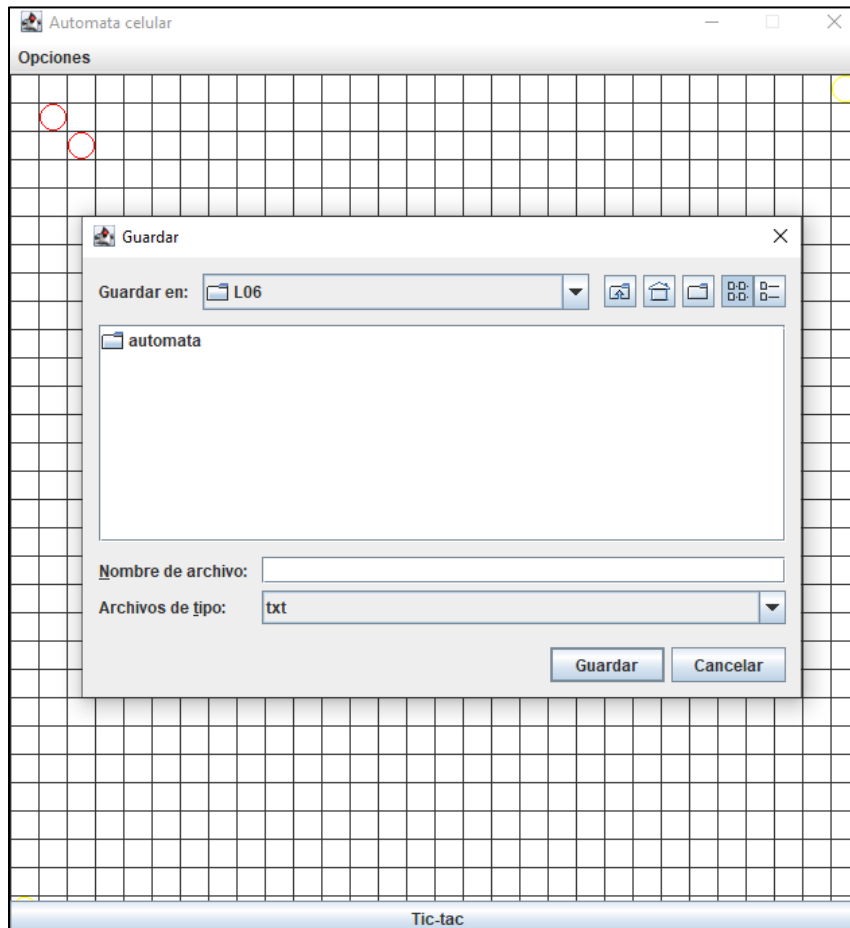 Automata celular
Opciones
Guardar
Guardar en: L06
automata
Nombre de archivo:
Archivos de tipo: txt
Guardar Cancelar
Tic-tac